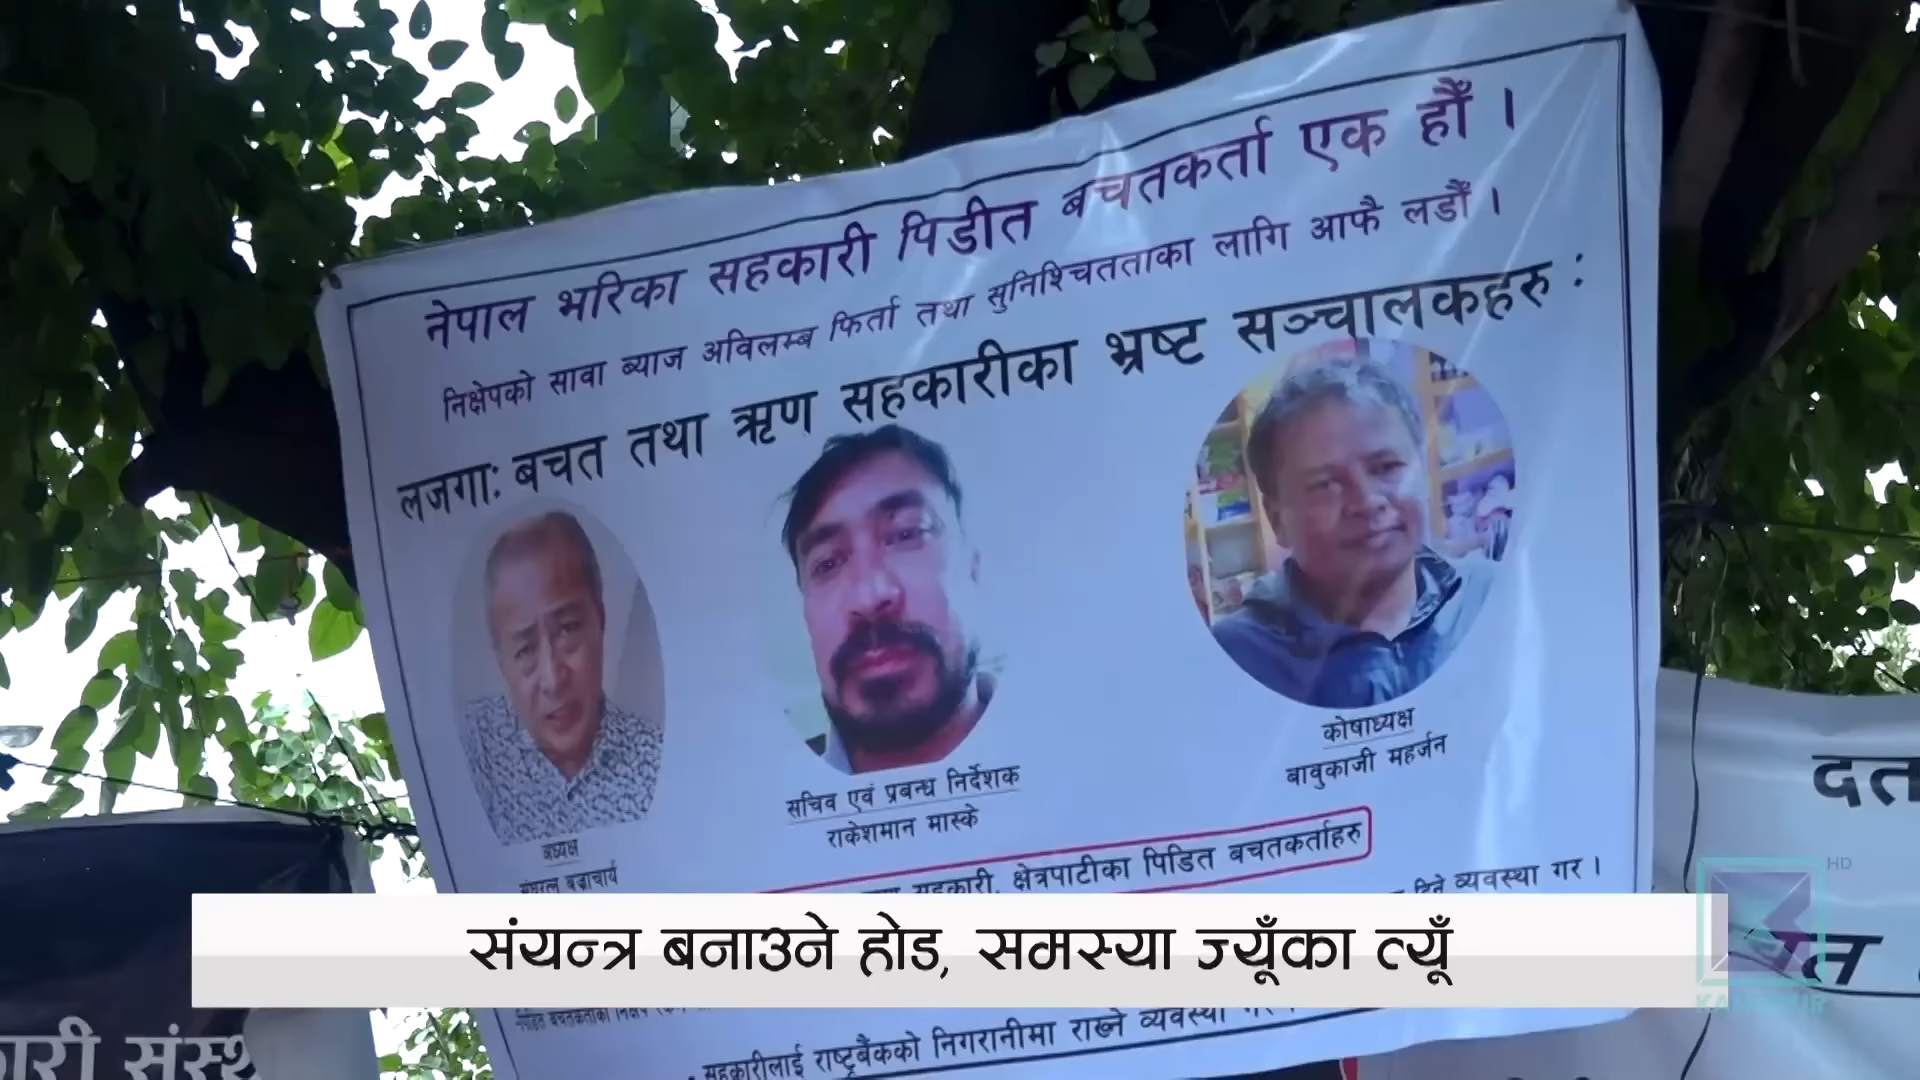 नेपाल भरिका सहकारी पिडीत बचतकर्ता एक हौं ।
निक्षेपको सावा ब्याज अविलम्ब फिर्ता तथा सुनिश्चितताका लागि आफै लडौं ।
लजगाः बचत तथा ऋण सहकारीका भ्रष्ट सञ्चालकहरु :
अध्यक्ष
बज्राचार्य
सचिव एवं प्रबन्ध निर्देशक
राकेशमान मास्के
कोषाध्यक्ष
बाबुकाजी महर्जन
सहकारी, क्षेत्रपाटीका पिडित बचतकर्ताहरु
व्यवस्था गर ।
संयन्त्र बनाउने होड, समस्या ज्यूँका त्यूँ
सहकारीलाई राष्ट्रबैंकको निगरानीमा राख्ने व्यवस्था
HD